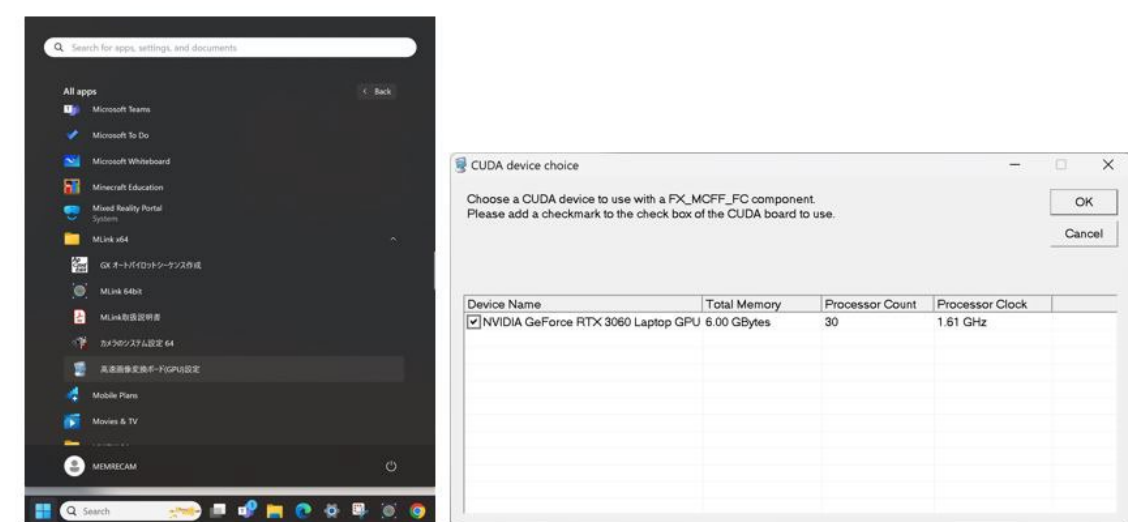 Search for apps, settings, and documents
All apps
Back
Microsoft Teams
Microsoft To Do
Microsoft Whiteboard
Minecraft Education
Mixed Reality Portal
System
MLink x64
GX オートパイロットシーケンス作成
MLink 64bit
MLink取扱説明書
カメラのシステム設定 64
高速画像変換ボード(GPU)設定
Mobile Plans
Movies & TV
MEMRECAM
Search
CUDA device choice
Choose a CUDA device to use with a FX_MCFF_FC component.
Please add a checkmark to the check box of the CUDA board to use.
OK
Cancel
Device Name Total Memory Processor Count Processor Clock
NVIDIA GeForce RTX 3060 Laptop GPU 6.00 GBytes 30 1.61 GHz